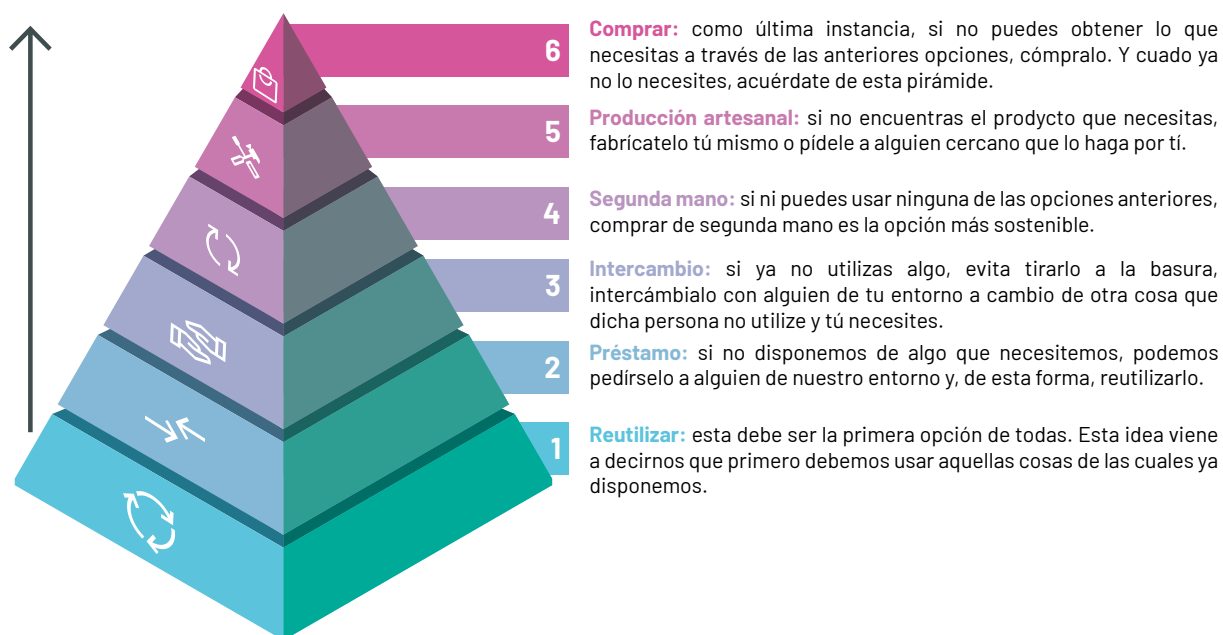 6
Comprar: como última instancia, si no puedes obtener lo que
necesitas a través de las anteriores opciones, cómpralo. Y cuado ya
no lo necesites, acuérdate de esta pirámide.
5
Producción artesanal: si no encuentras el prodycto que necesitas,
fabrícatelo tú mismo o pídele a alguien cercano que lo haga por tí.
4
Segunda mano: si ni puedes usar ninguna de las opciones anteriores,
comprar de segunda mano es la opción más sostenible.
3
Intercambio: si ya no utilizas algo, evita tirarlo a la basura,
intercámbialo con alguien de tu entorno a cambio de otra cosa que
dicha persona no utilize y tú necesites.
2
Préstamo: si no disponemos de algo que necesitemos, podemos
pedírselo a alguien de nuestro entorno y, de esta forma, reutilizarlo.
1
Reutilizar: esta debe ser la primera opción de todas. Esta idea viene
a decirnos que primero debemos usar aquellas cosas de las cuales ya
disponemos.